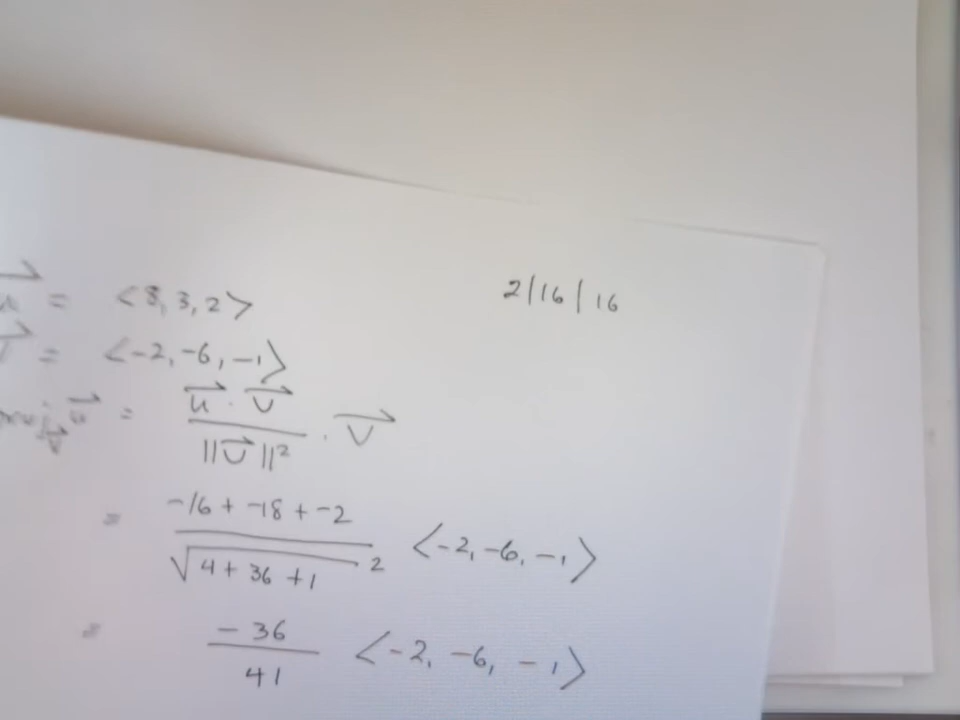 u⃗ = <8, 3, 2> 2/16/16
= <-2, -6, -1>
= u⃗ · v⃗ / ||v⃗||² · v⃗
= -16 + -18 + -2 / √4 + 36 + 1 ² <-2, -6, -1>
= -36 / 41 <-2, -6, -1>